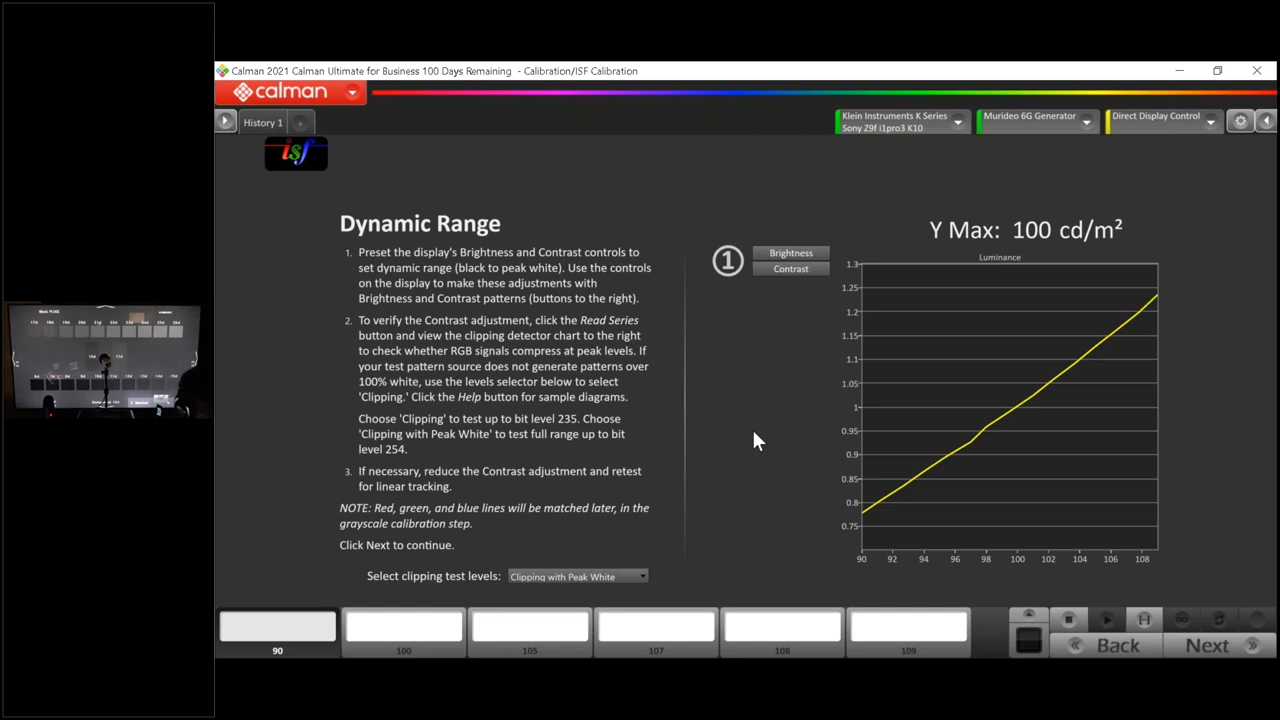 Calman 2021 Calman Ultimate for Business 100 Days Remaining  - Calibration/ISF Calibration
calman
History 1
Klein Instruments K Series
Sony Z9f i1pro3 K10
Murideo 6G Generator
Direct Display Control
isf
Dynamic Range
1. Preset the display's Brightness and Contrast controls to
set dynamic range (black to peak white). Use the controls
on the display to make these adjustments with
Brightness and Contrast patterns (buttons to the right).
2. To verify the Contrast adjustment, click the Read Series
button and view the clipping detector chart to the right
to check whether RGB signals compress at peak levels. If
your test pattern source does not generate patterns over
100% white, use the levels selector below to select
'Clipping.' Click the Help button for sample diagrams.
Choose 'Clipping' to test up to bit level 235. Choose
'Clipping with Peak White' to test full range up to bit
level 254.
3. If necessary, reduce the Contrast adjustment and retest
for linear tracking.
NOTE: Red, green, and blue lines will be matched later, in the
grayscale calibration step.
Click Next to continue.
Select clipping test levels: Clipping with Peak White
1
Brightness
Contrast
Y Max: 100 cd/m²
Luminance
1.3
1.25
1.2
1.15
1.1
1.05
1
0.95
0.9
0.85
0.8
0.75
90 92 94 96 98 100 102 104 106 108
90 100 105 107 108 109
Back Next